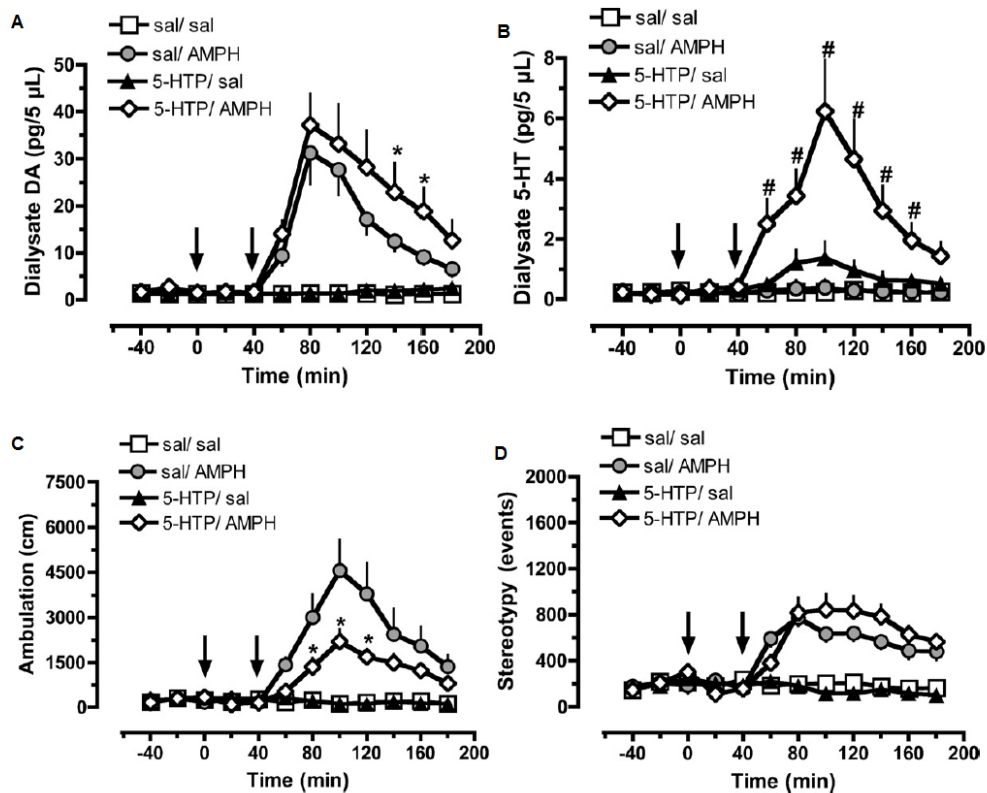 A
sal/ sal
sal/ AMPH
5-HTP/ sal
5-HTP/ AMPH
Dialysate DA (pg/5 µL)
50
40
30
20
10
0
* *
-40 0 40 80 120 160 200
Time (min)
B
sal/ sal
sal/ AMPH
5-HTP/ sal
5-HTP/ AMPH
Dialysate 5-HT (pg/5 µL)
8
6
4
2
0
# # # # # #
-40 0 40 80 120 160 200
Time (min)
C
sal/ sal
sal/ AMPH
5-HTP/ sal
5-HTP/ AMPH
Ambulation (cm)
7500
6000
4500
3000
1500
0
* * *
-40 0 40 80 120 160 200
Time (min)
D
sal/ sal
sal/ AMPH
5-HTP/ sal
5-HTP/ AMPH
Stereotypy (events)
2000
1600
1200
800
400
0
-40 0 40 80 120 160 200
Time (min)